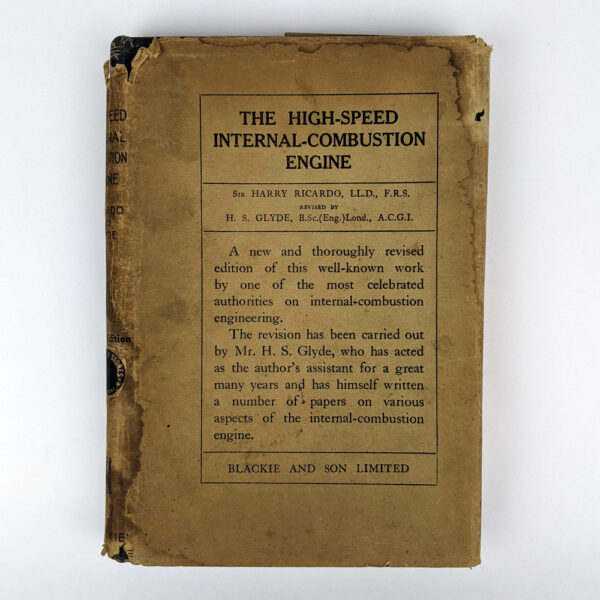 THE HIGH-SPEED
INTERNAL-COMBUSTION
ENGINE
SIR HARRY RICARDO, LL.D., F.R.S.
REVISED BY
H. S. GLYDE, B.Sc.(Eng.)Lond., A.C.G.I.
A new and thoroughly revised
edition of this well-known work
by one of the most celebrated
authorities on internal-combustion
engineering.
The revision has been carried out
by Mr. H. S. Glyde, who has acted
as the author's assistant for a great
many years and has himself written
a number of papers on various
aspects of the internal-combustion
engine.
BLACKIE AND SON LIMITED